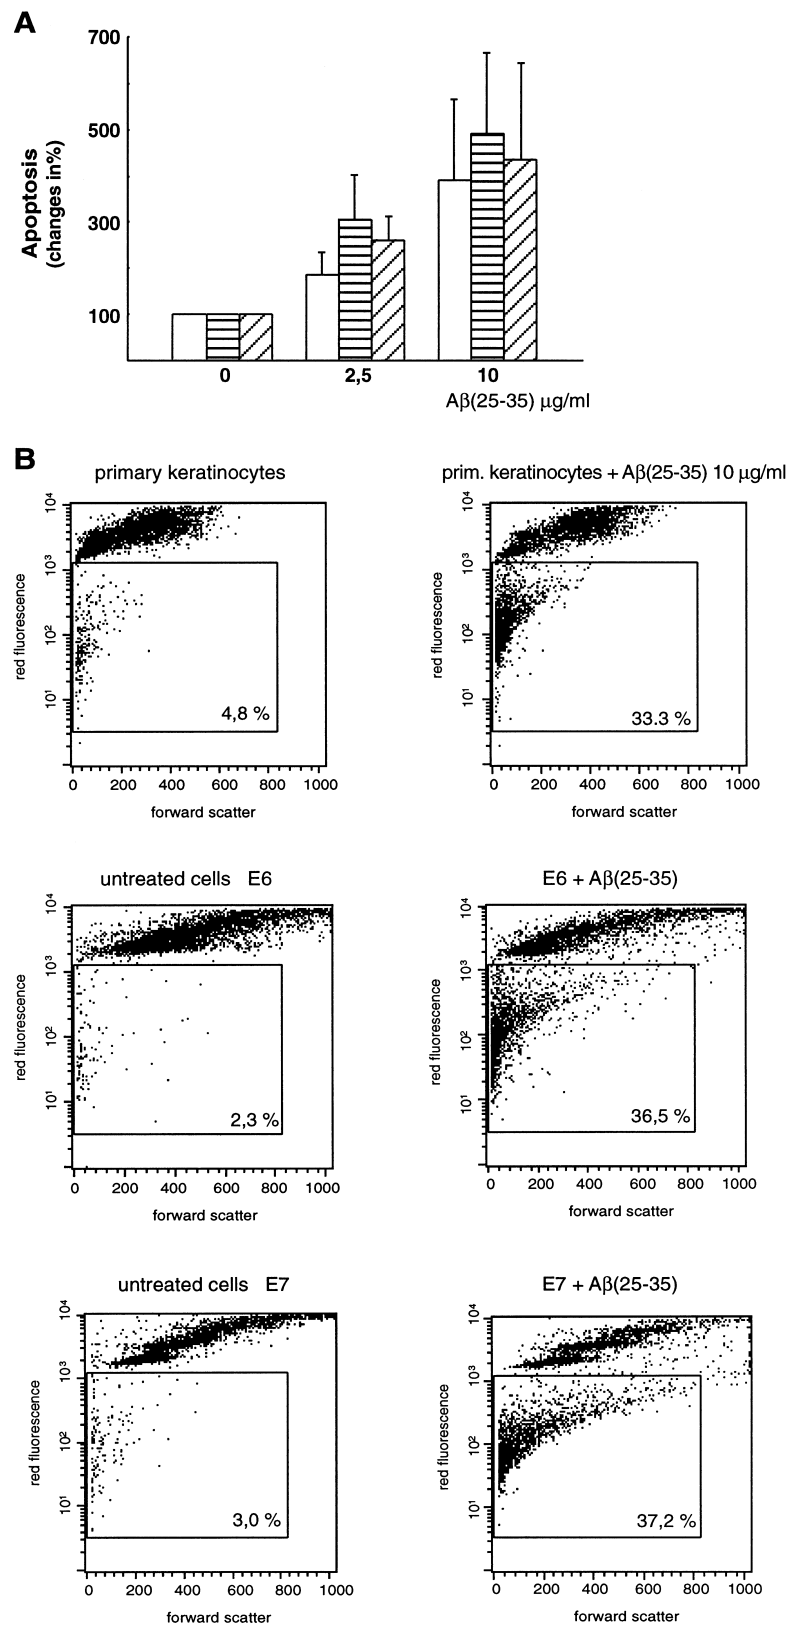 A
700
500
300
100
Apoptosis
(changes in%)
0 2,5 10
Aβ(25-35) μg/ml
B
primary keratinocytes
10⁴
10³
10²
10¹
red fluorescence
4,8 %
0 200 400 600 800 1000
forward scatter
prim. keratinocytes + Aβ(25-35) 10 μg/ml
10⁴
10³
10²
10¹
red fluorescence
33.3 %
0 200 400 600 800 1000
forward scatter
untreated cells E6
10⁴
10³
10²
10¹
red fluorescence
2,3 %
0 200 400 600 800 1000
forward scatter
E6 + Aβ(25-35)
10⁴
10³
10²
10¹
red fluorescence
36,5 %
0 200 400 600 800 1000
forward scatter
untreated cells E7
10⁴
10³
10²
10¹
red fluorescence
3,0 %
0 200 400 600 800 1000
forward scatter
E7 + Aβ(25-35)
10⁴
10³
10²
10¹
red fluorescence
37,2 %
0 200 400 600 800 1000
forward scatter